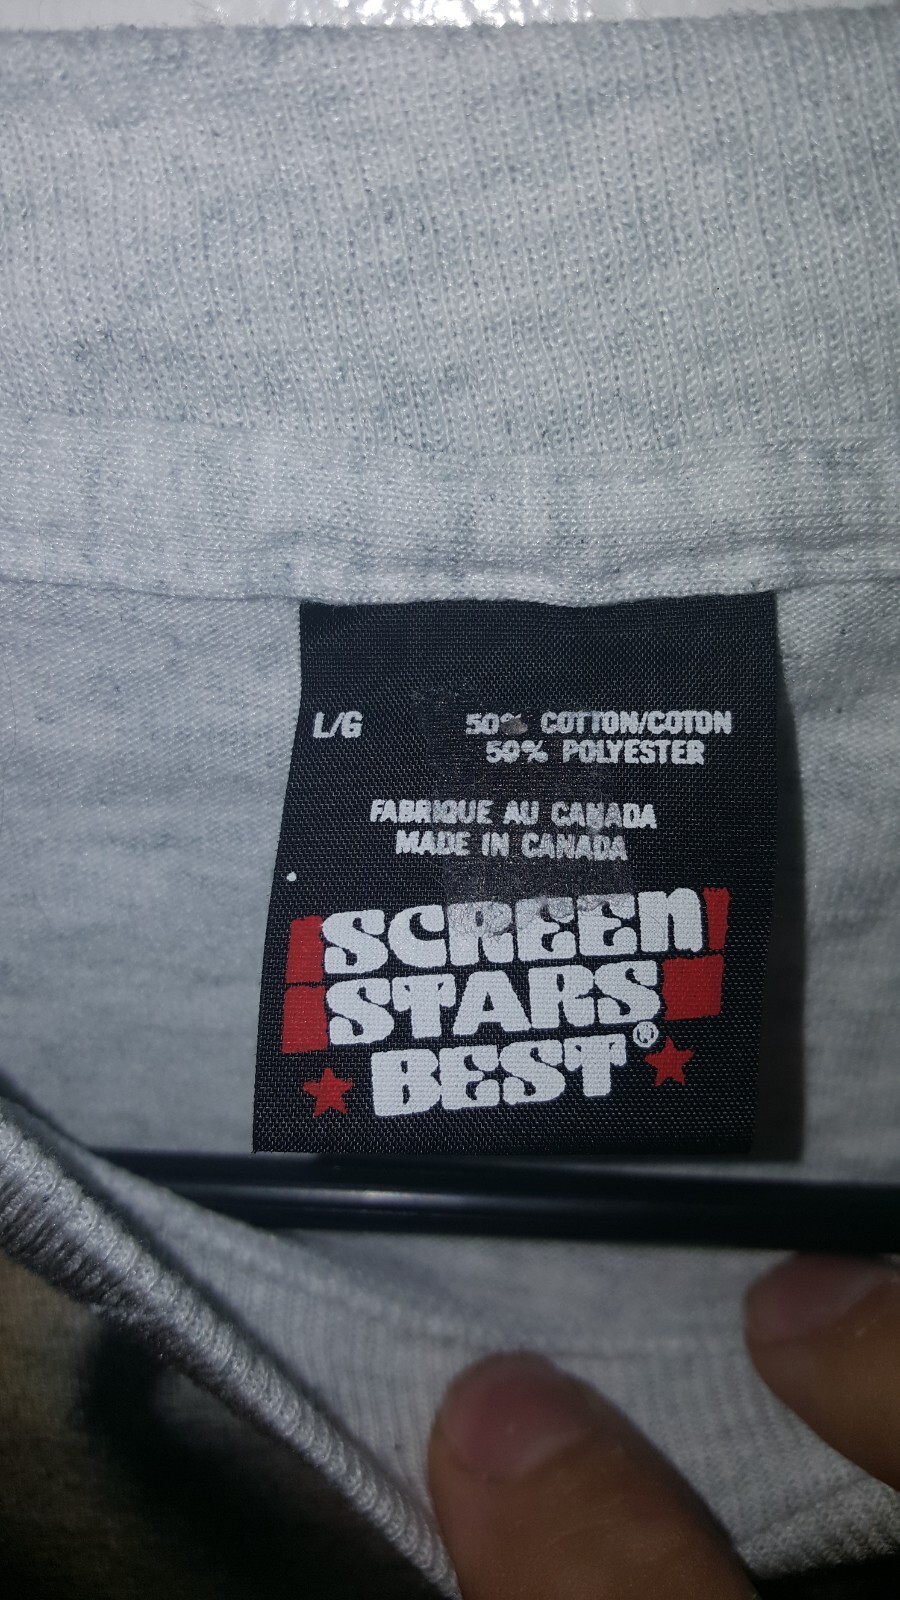 L/G
50% COTTON/COTON
50% POLYESTER
FABRIQUE AU CANADA
MADE IN CANADA
SCREEN
STARS
BEST®